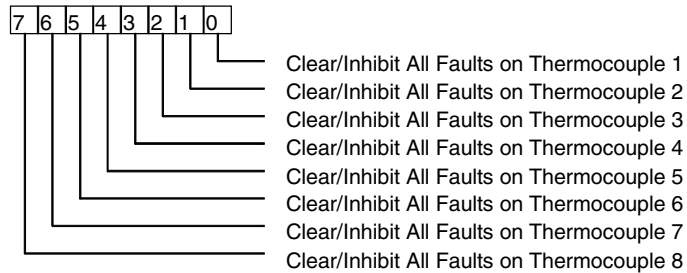 7 6 5 4 3 2 1 0
Clear/Inhibit All Faults on Thermocouple 1
Clear/Inhibit All Faults on Thermocouple 2
Clear/Inhibit All Faults on Thermocouple 3
Clear/Inhibit All Faults on Thermocouple 4
Clear/Inhibit All Faults on Thermocouple 5
Clear/Inhibit All Faults on Thermocouple 6
Clear/Inhibit All Faults on Thermocouple 7
Clear/Inhibit All Faults on Thermocouple 8